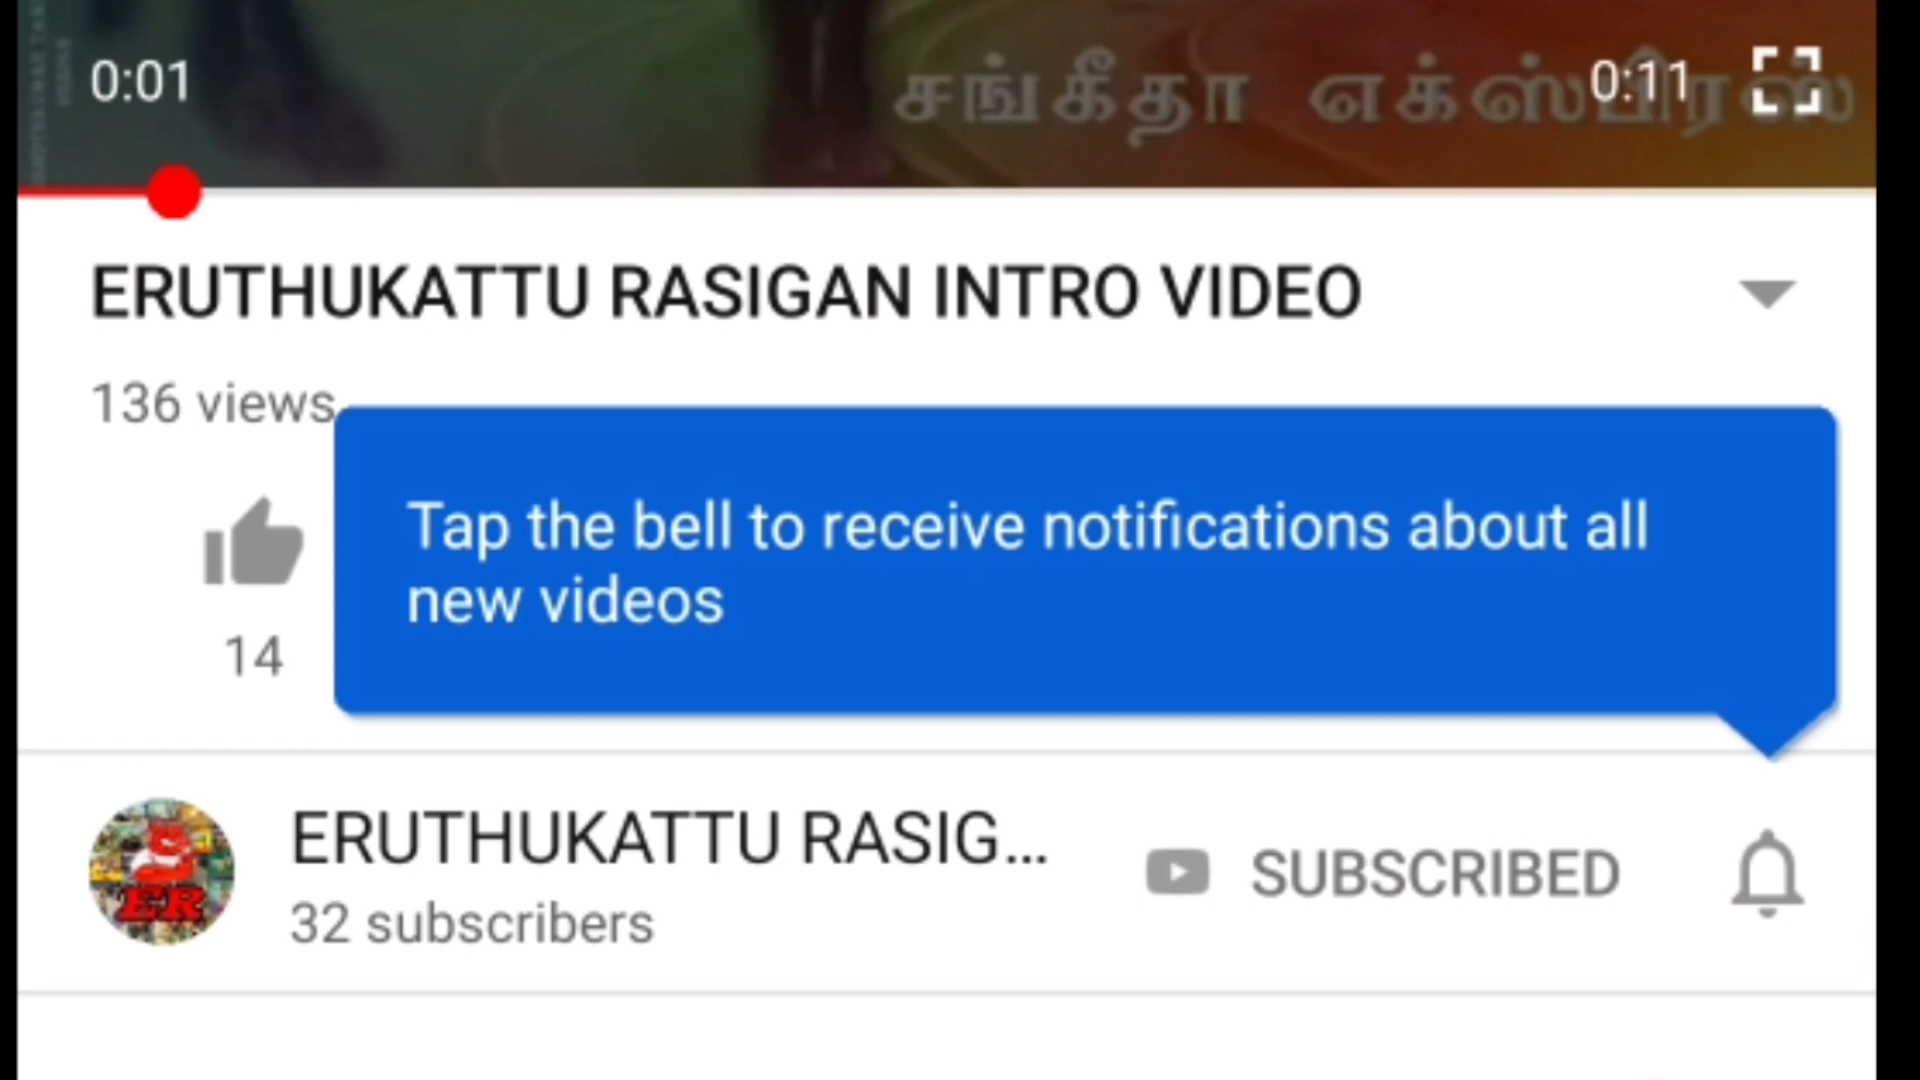 0:01
சங்கீதா எக்ஸ்பிரஸ்
0:11
ERUTHUKATTU RASIGAN INTRO VIDEO
136 views
Tap the bell to receive notifications about all
new videos
14
ERUTHUKATTU RASIG...
32 subscribers
SUBSCRIBED
ER